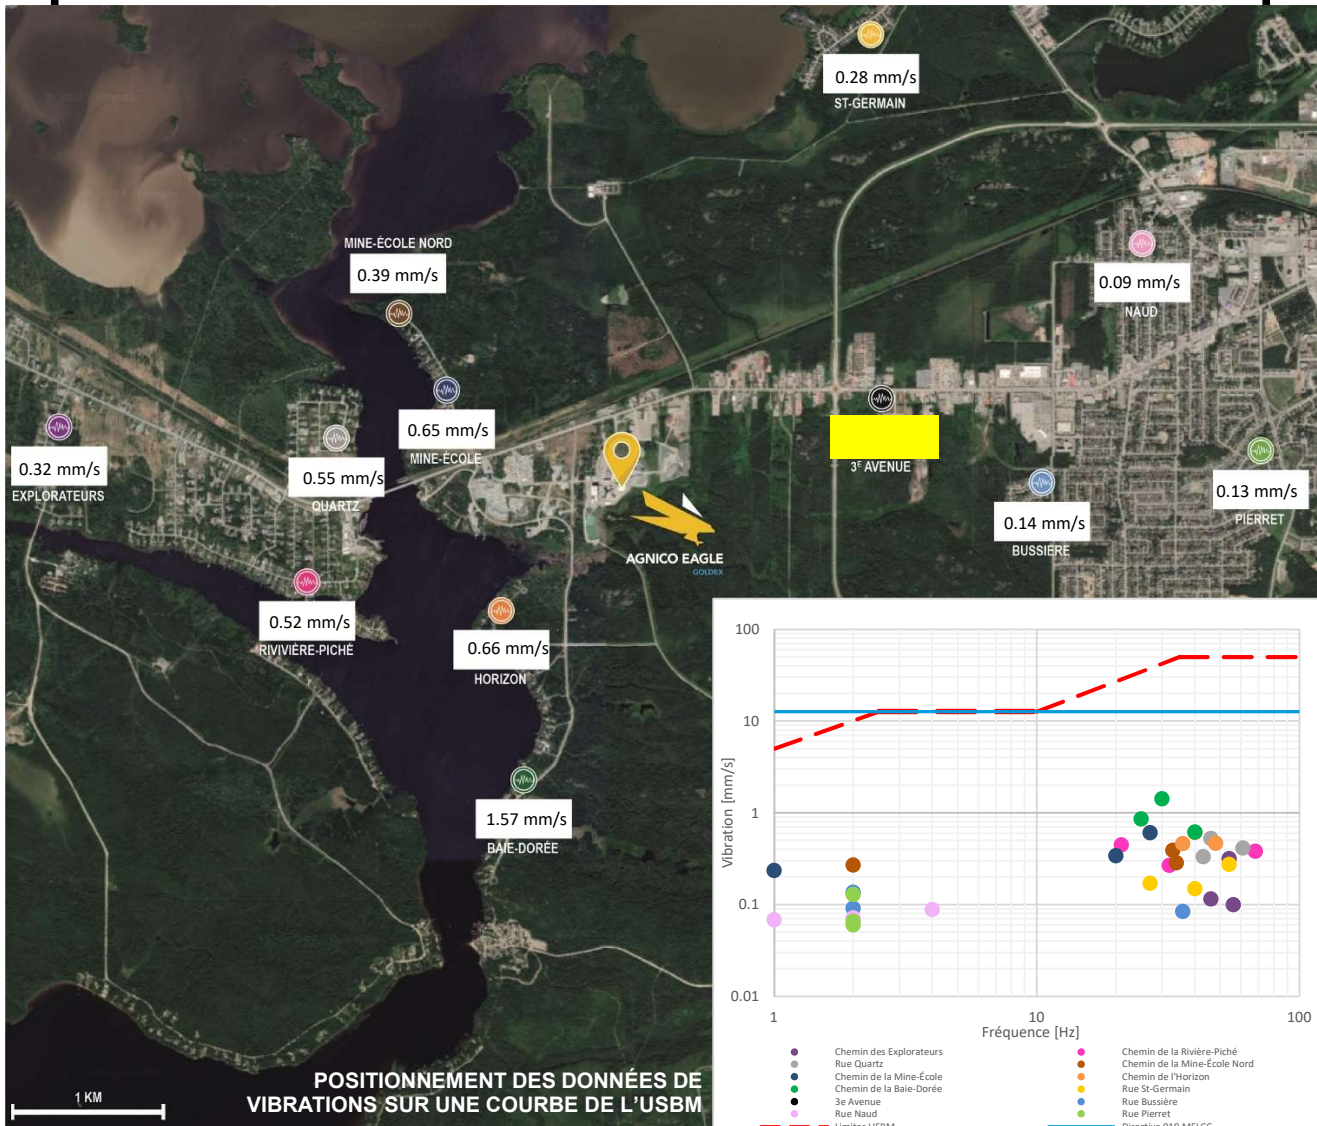 0.28 mm/s
ST-GERMAIN
MINE-ÉCOLE NORD
0.39 mm/s
0.09 mm/s
NAUD
0.65 mm/s
MINE-ÉCOLE
0.32 mm/s
EXPLORATEURS
0.55 mm/s
QUARTZ
3E AVENUE
0.13 mm/s
PIERRET
0.14 mm/s
BUSSIÈRE
AGNICO EAGLE
GOLDEX
0.52 mm/s
RIVIVIÈRE-PICHÉ
0.66 mm/s
HORIZON
1.57 mm/s
BAIE-DORÉE
100
10
1
0.1
0.01
Vibration [mm/s]
1 10 100
Fréquence [Hz]
Chemin des Explorateurs
Chemin de la Rivière-Piché
Rue Quartz
Chemin de la Mine-École Nord
Chemin de la Mine-École
Chemin de l'Horizon
Chemin de la Baie-Dorée
Rue St-Germain
3e Avenue
Rue Bussière
Rue Naud
Rue Pierret
Limites USBM
Directive 019 MELCC
1 KM
POSITIONNEMENT DES DONNÉES DE
VIBRATIONS SUR UNE COURBE DE L'USBM